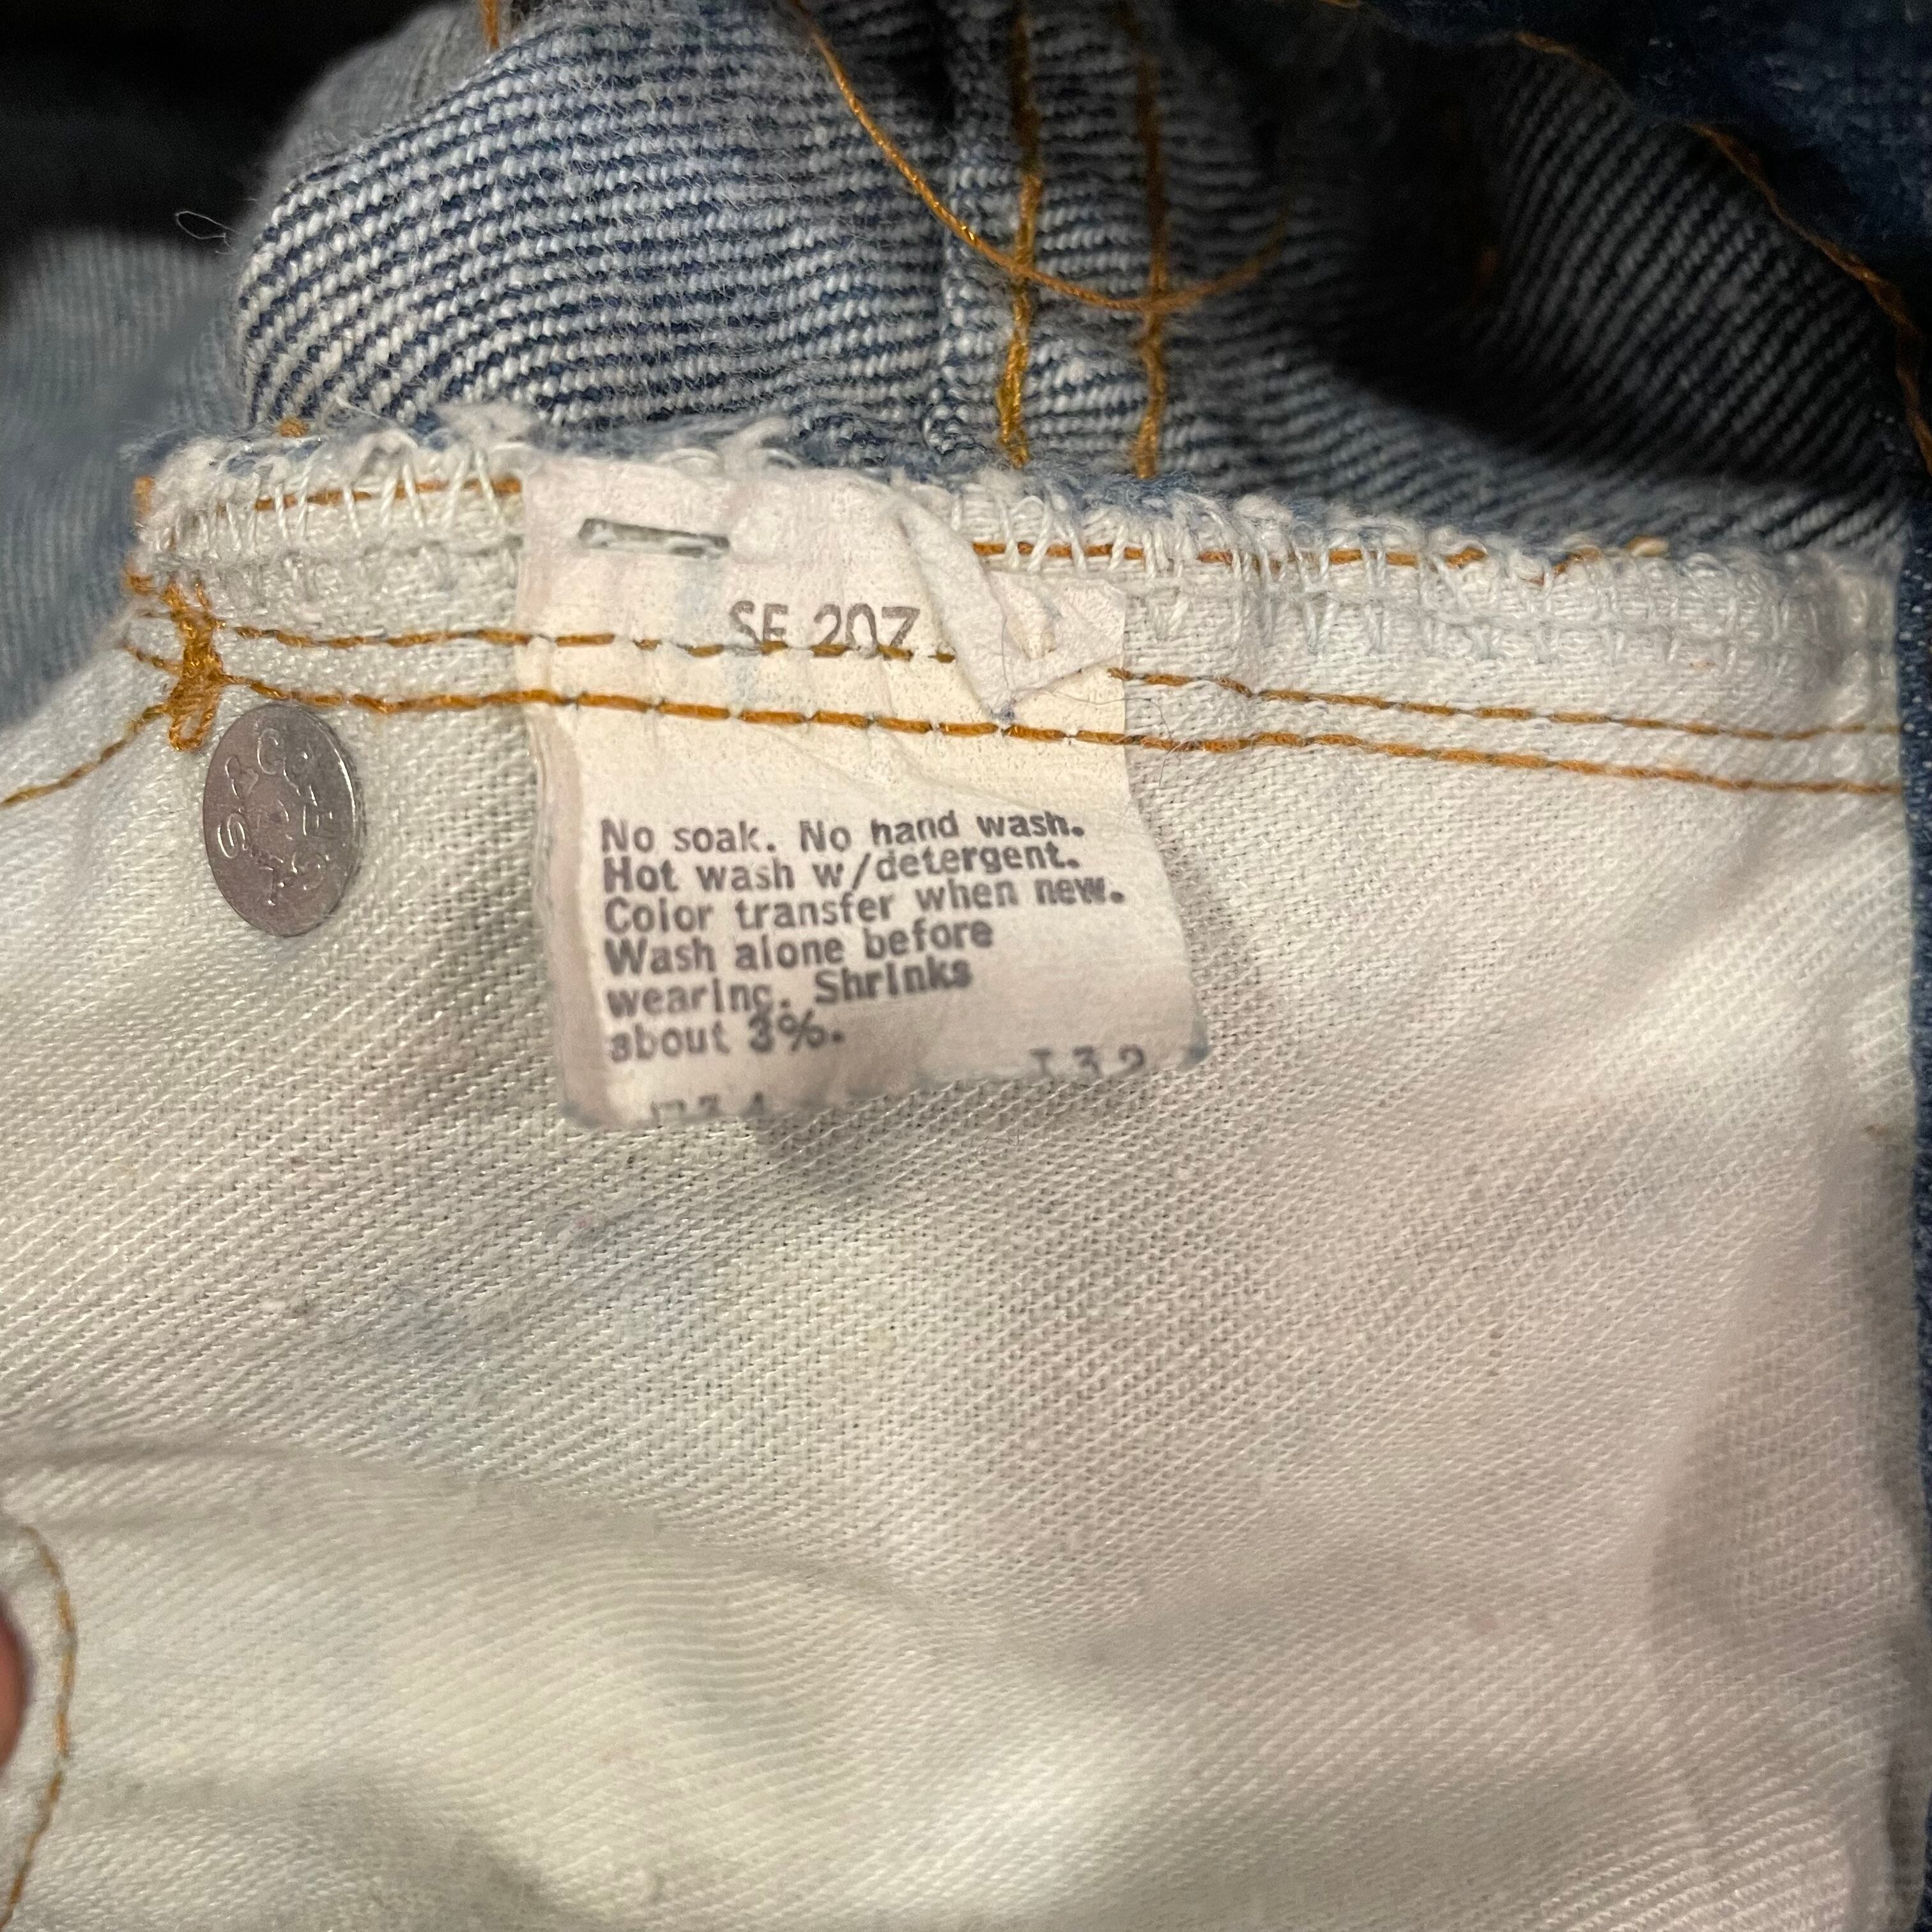 SF 207
No soak. No hand wash.
Hot wash w/detergent.
Color transfer when new.
Wash alone before
wearing. Shrinks
about 3%.